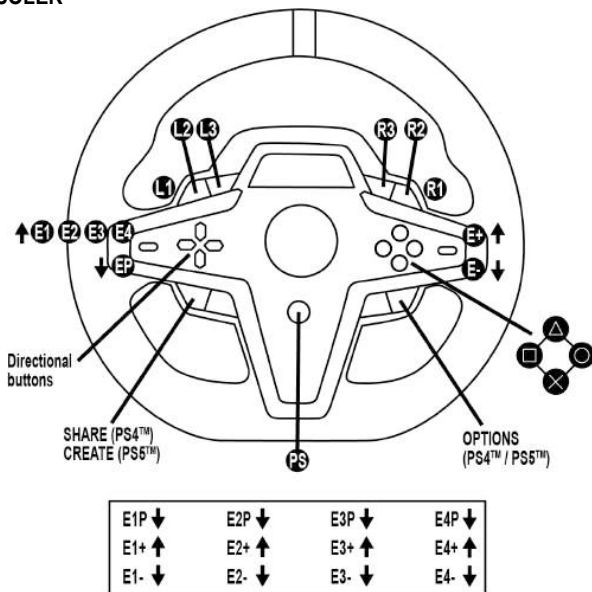 L2 L3 R3 R2
L1 R1
↑ E1 E2 E3 E4 E+ ↑
↓ EP E- ↓
Directional
buttons
SHARE (PS4™)
CREATE (PS5™)
PS
OPTIONS
(PS4™ / PS5™)
E1P ↓ E2P ↓ E3P ↓ E4P ↓
E1+ ↑ E2+ ↑ E3+ ↑ E4+ ↑
E1- ↓ E2- ↓ E3- ↓ E4- ↓